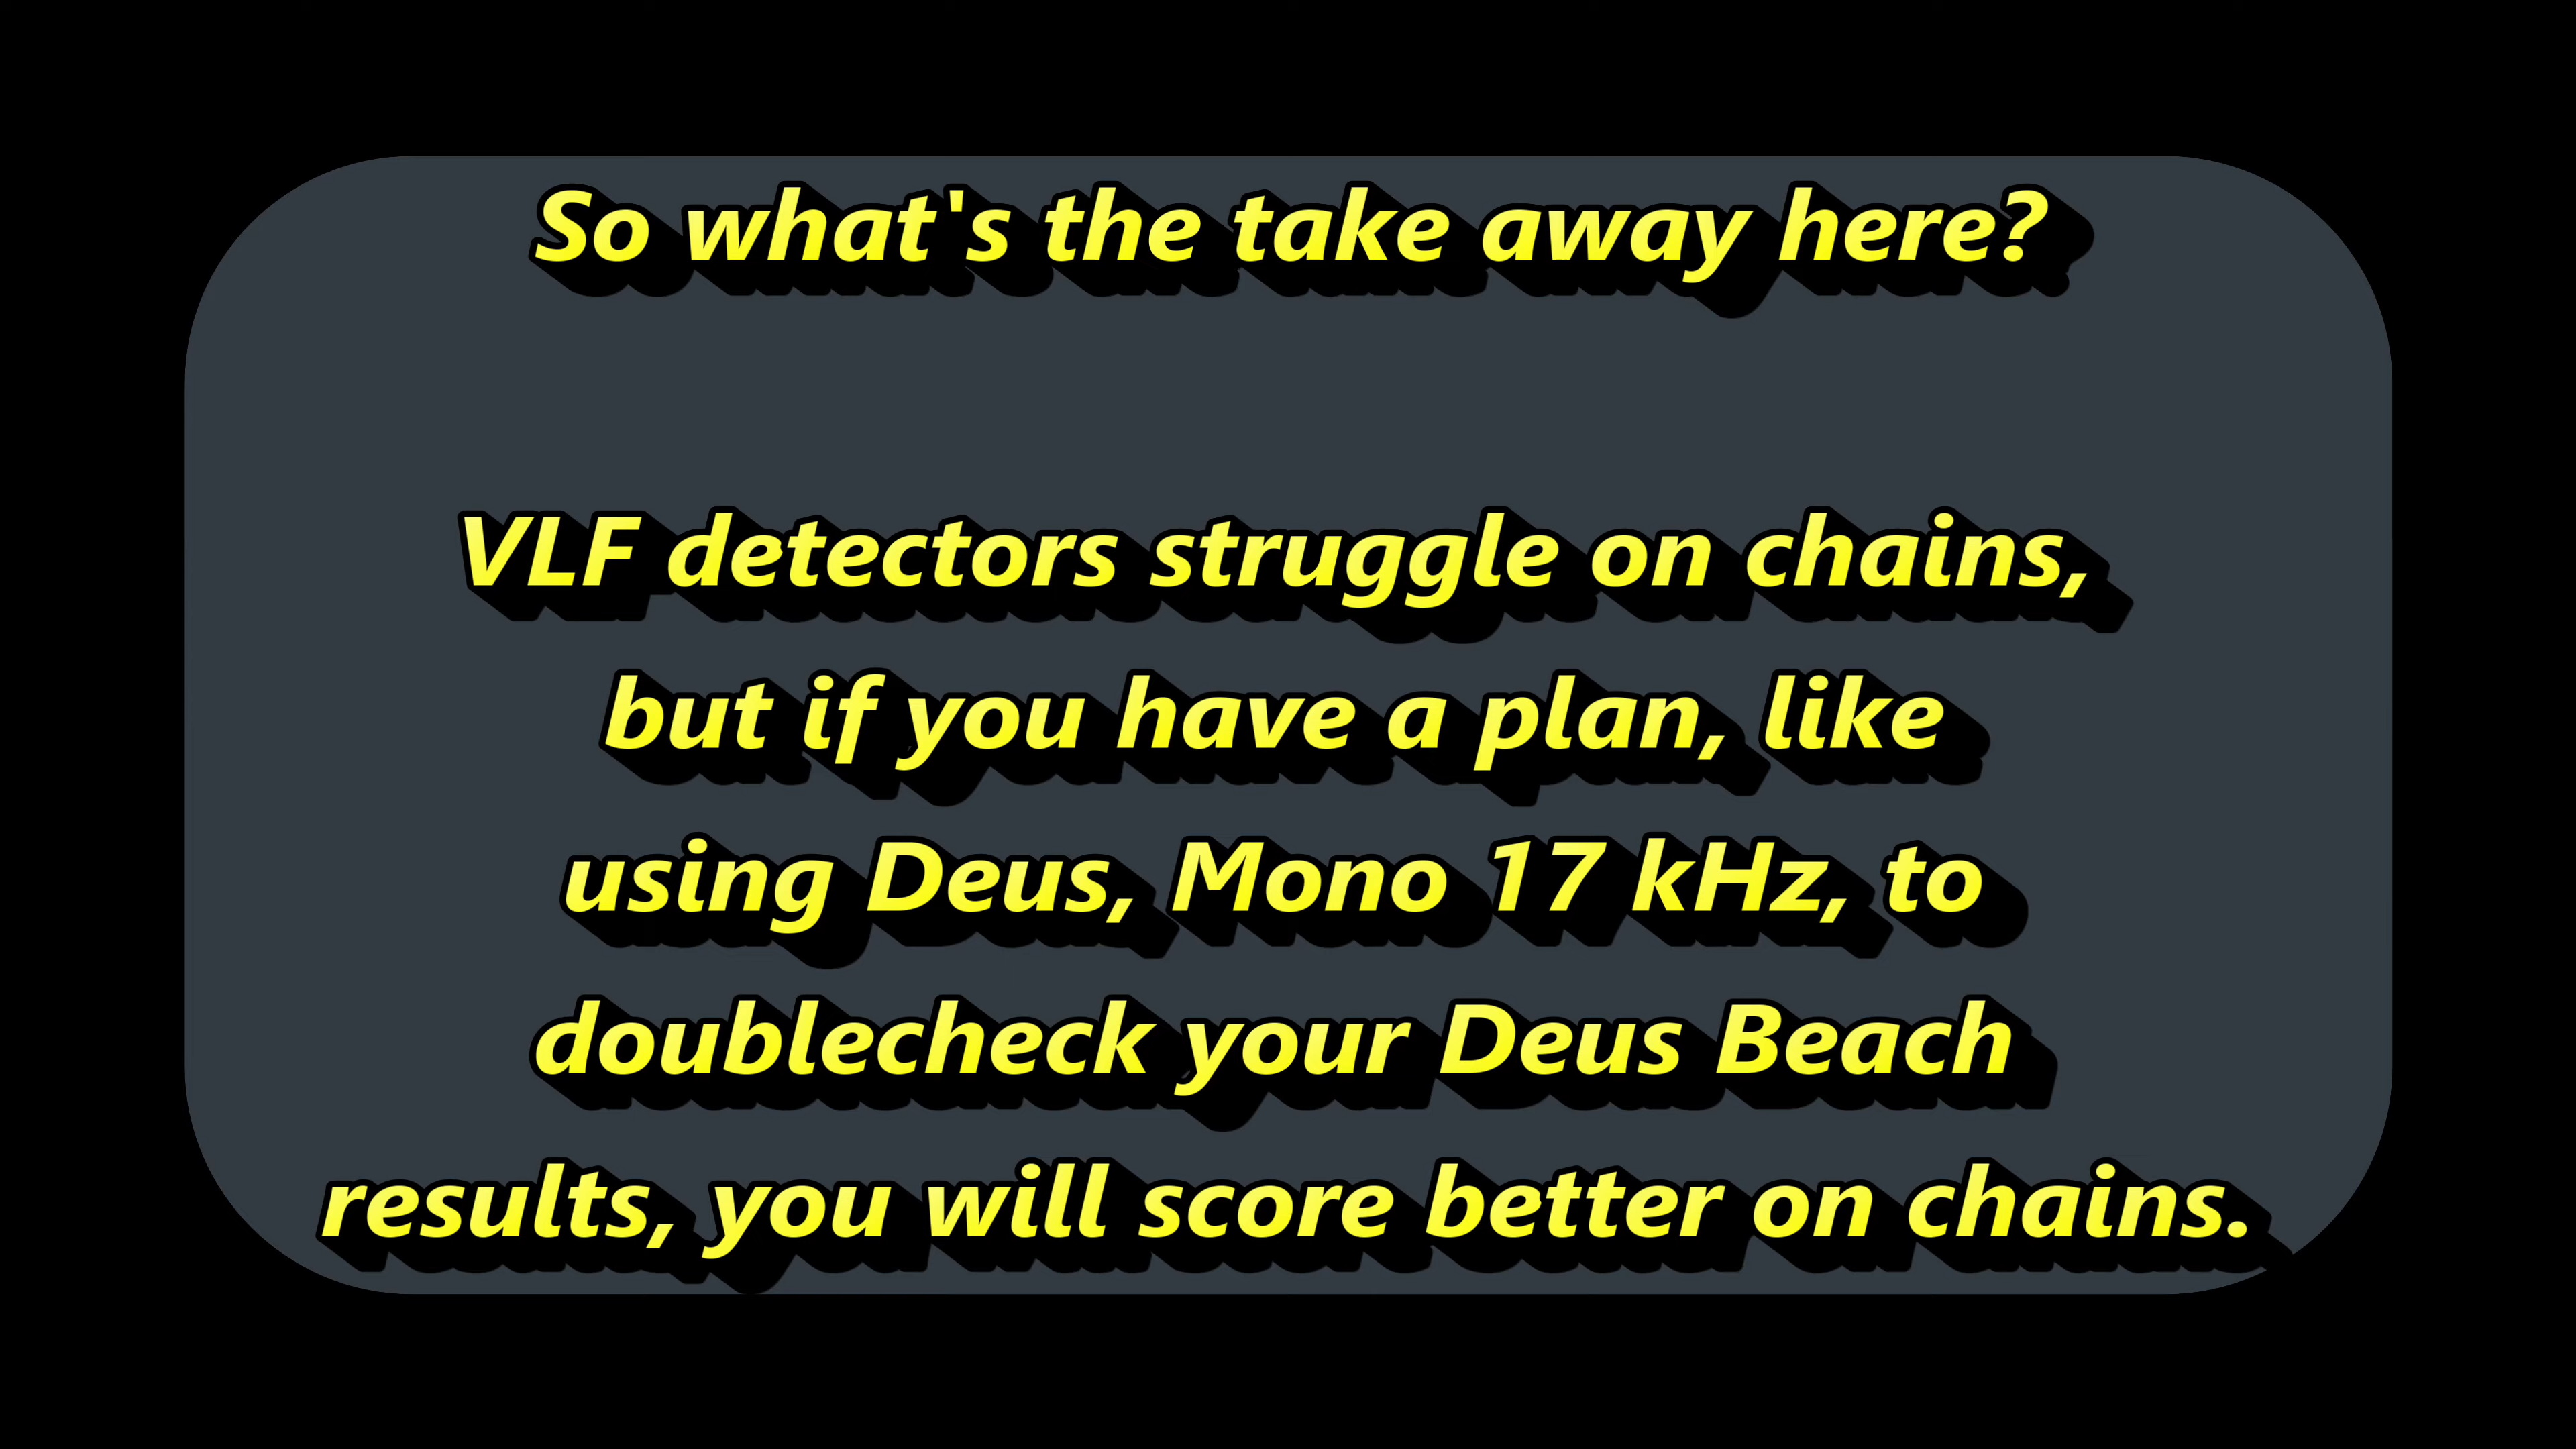 So what's the take away here?
VLF detectors struggle on chains,
but if you have a plan, like
using Deus, Mono 17 kHz, to
doublecheck your Deus Beach
results, you will score better on chains.